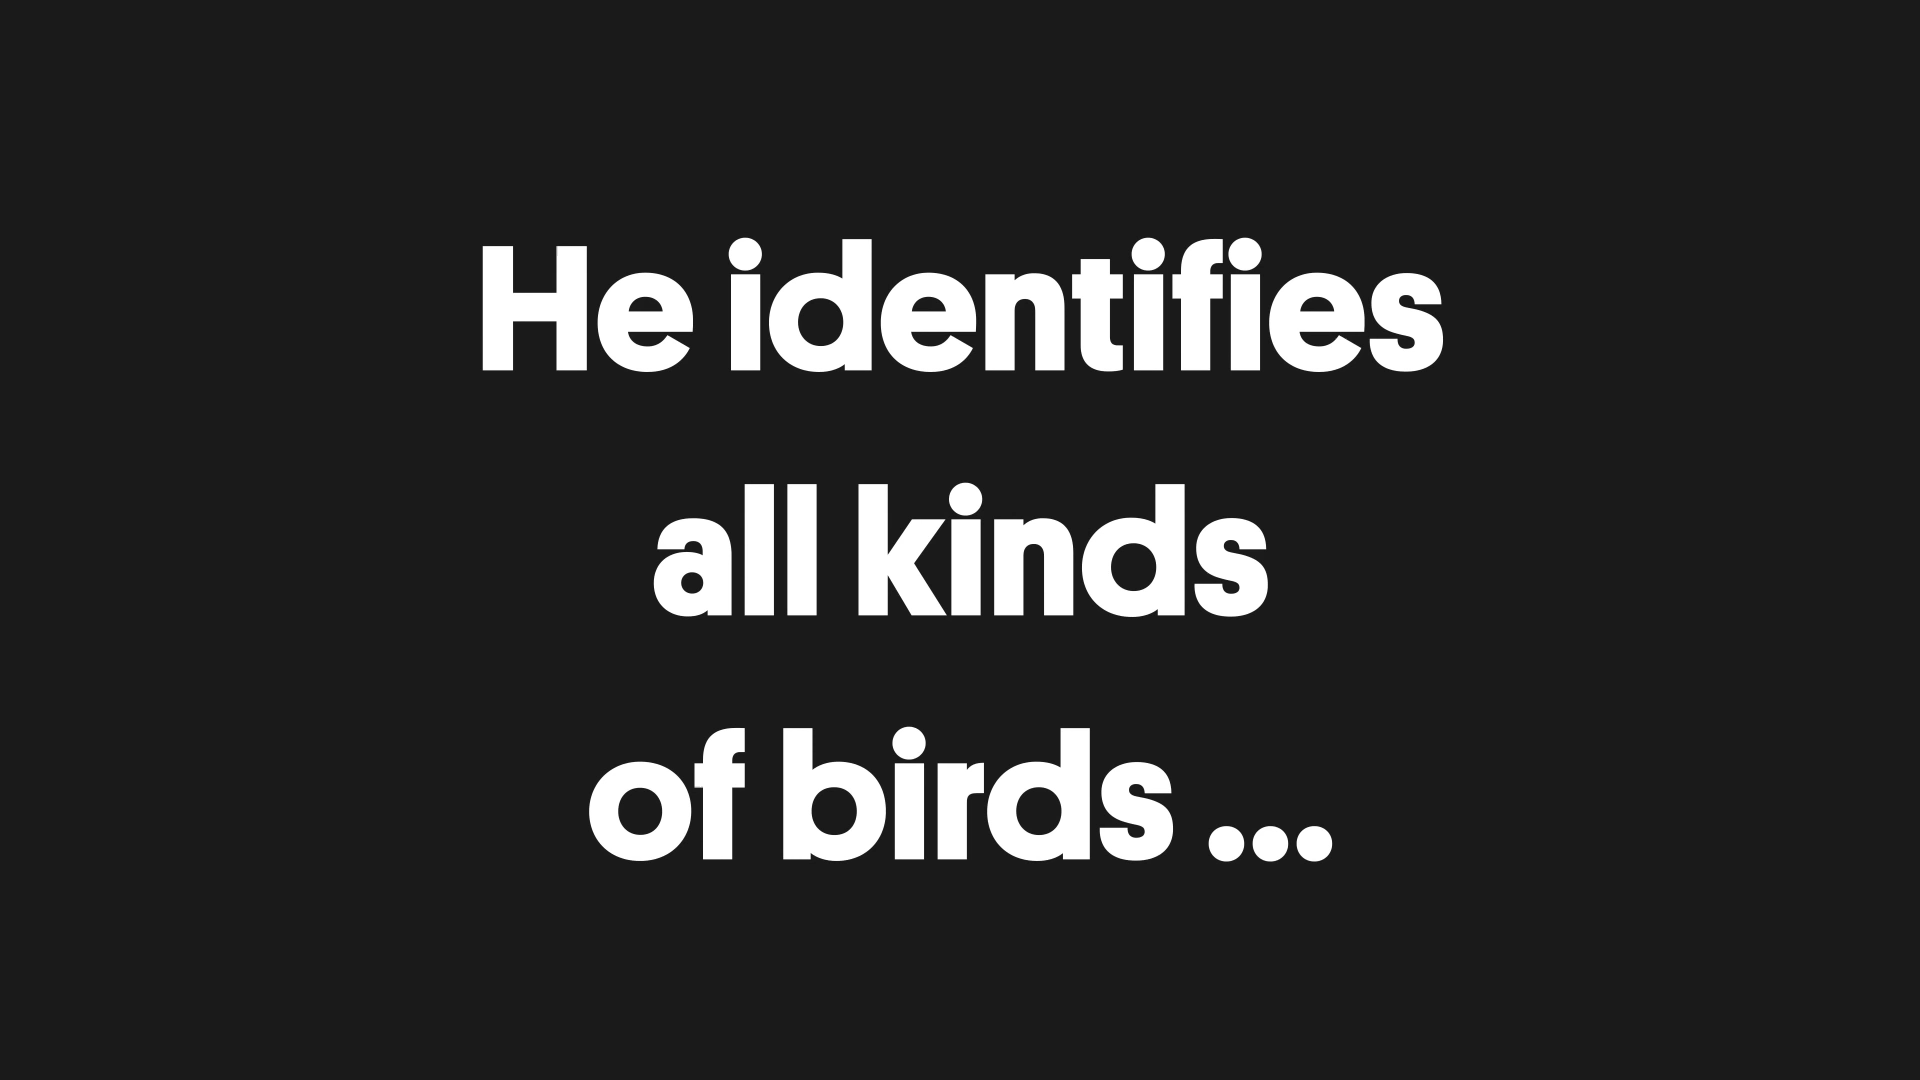 He identifies
all kinds
of birds ...